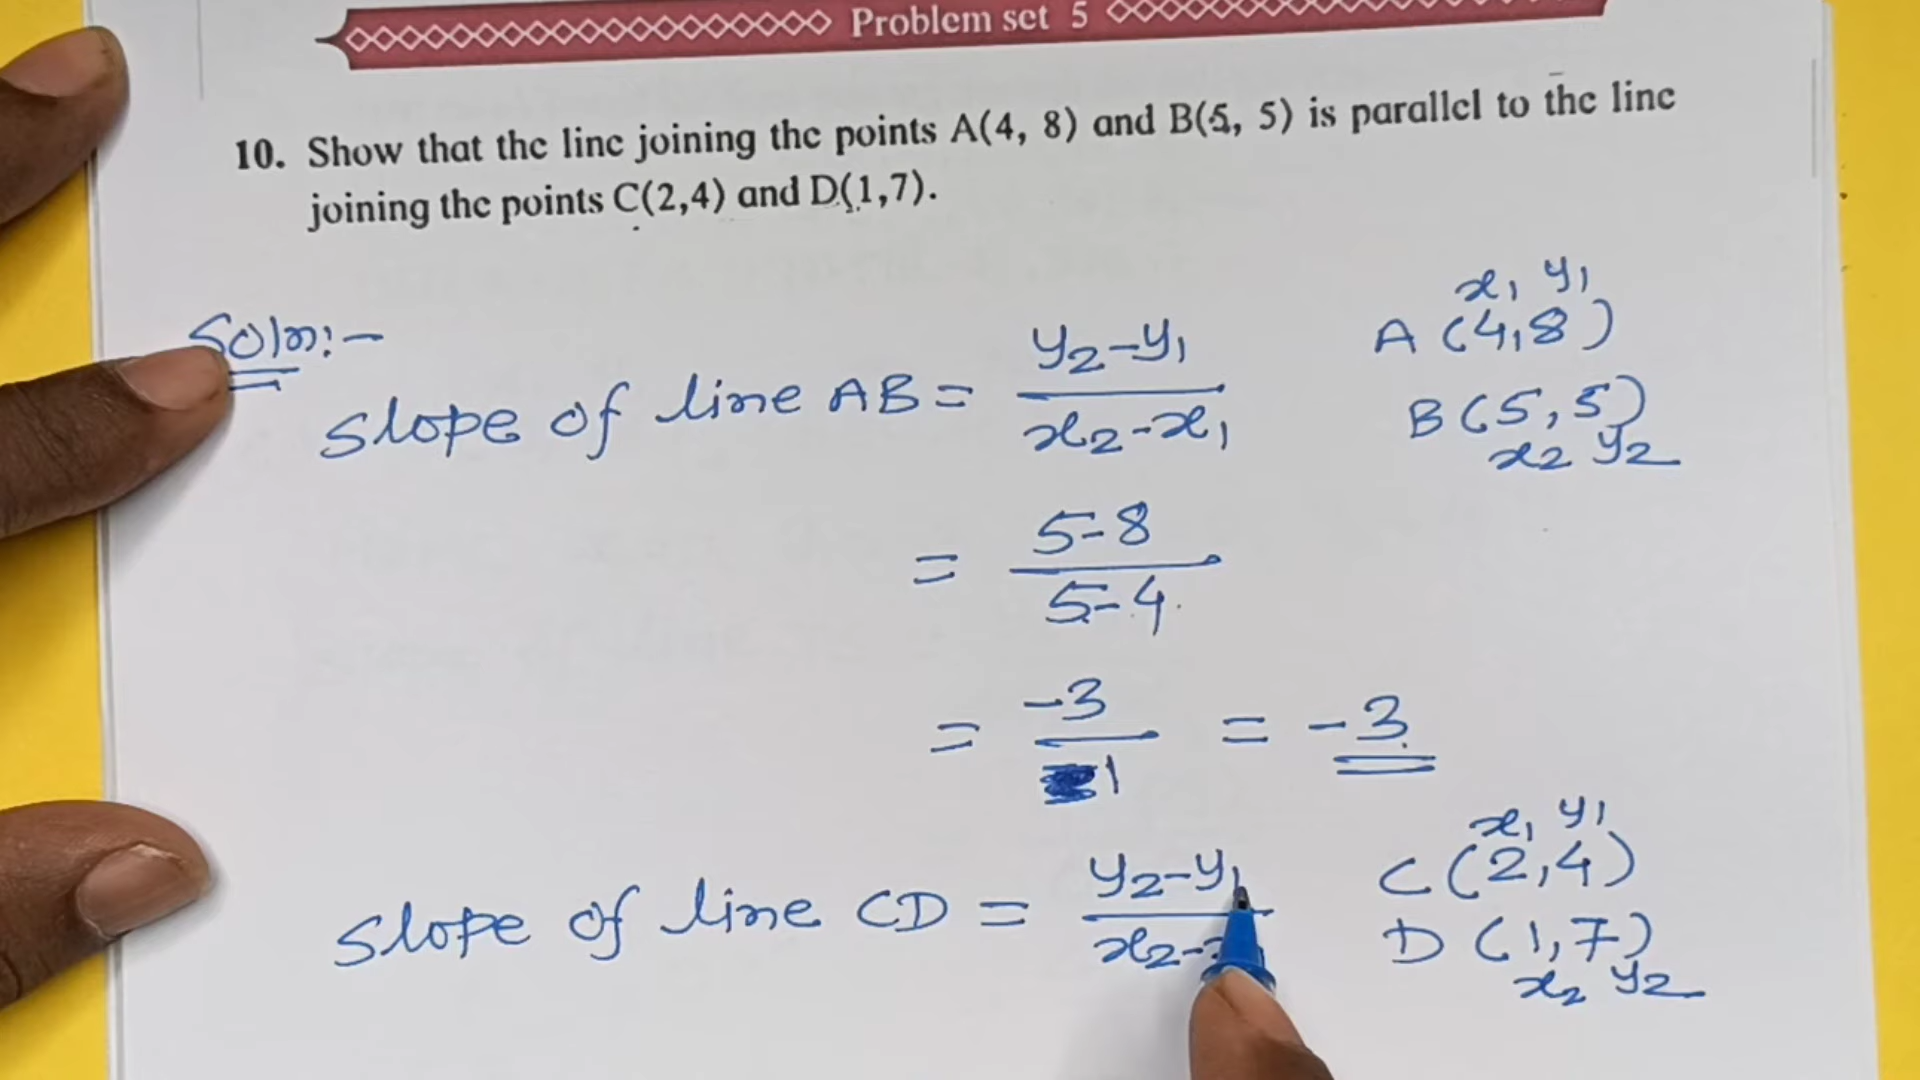 Problem set 5
10. Show that the line joining the points A(4, 8) and B(5, 5) is parallel to the line
joining the points C(2,4) and D(1,7).
Soln:-
x₁ y₁
A (4,8)
Slope of line AB = y₂-y₁ / x₂-x₁
B (5,5)
x₂ y₂
= 5-8 / 5-4
= -3 / 1 = -3
x₁ y₁
C (2,4)
Slope of line CD = y₂-y₁ / x₂-
D (1,7)
x₂ y₂